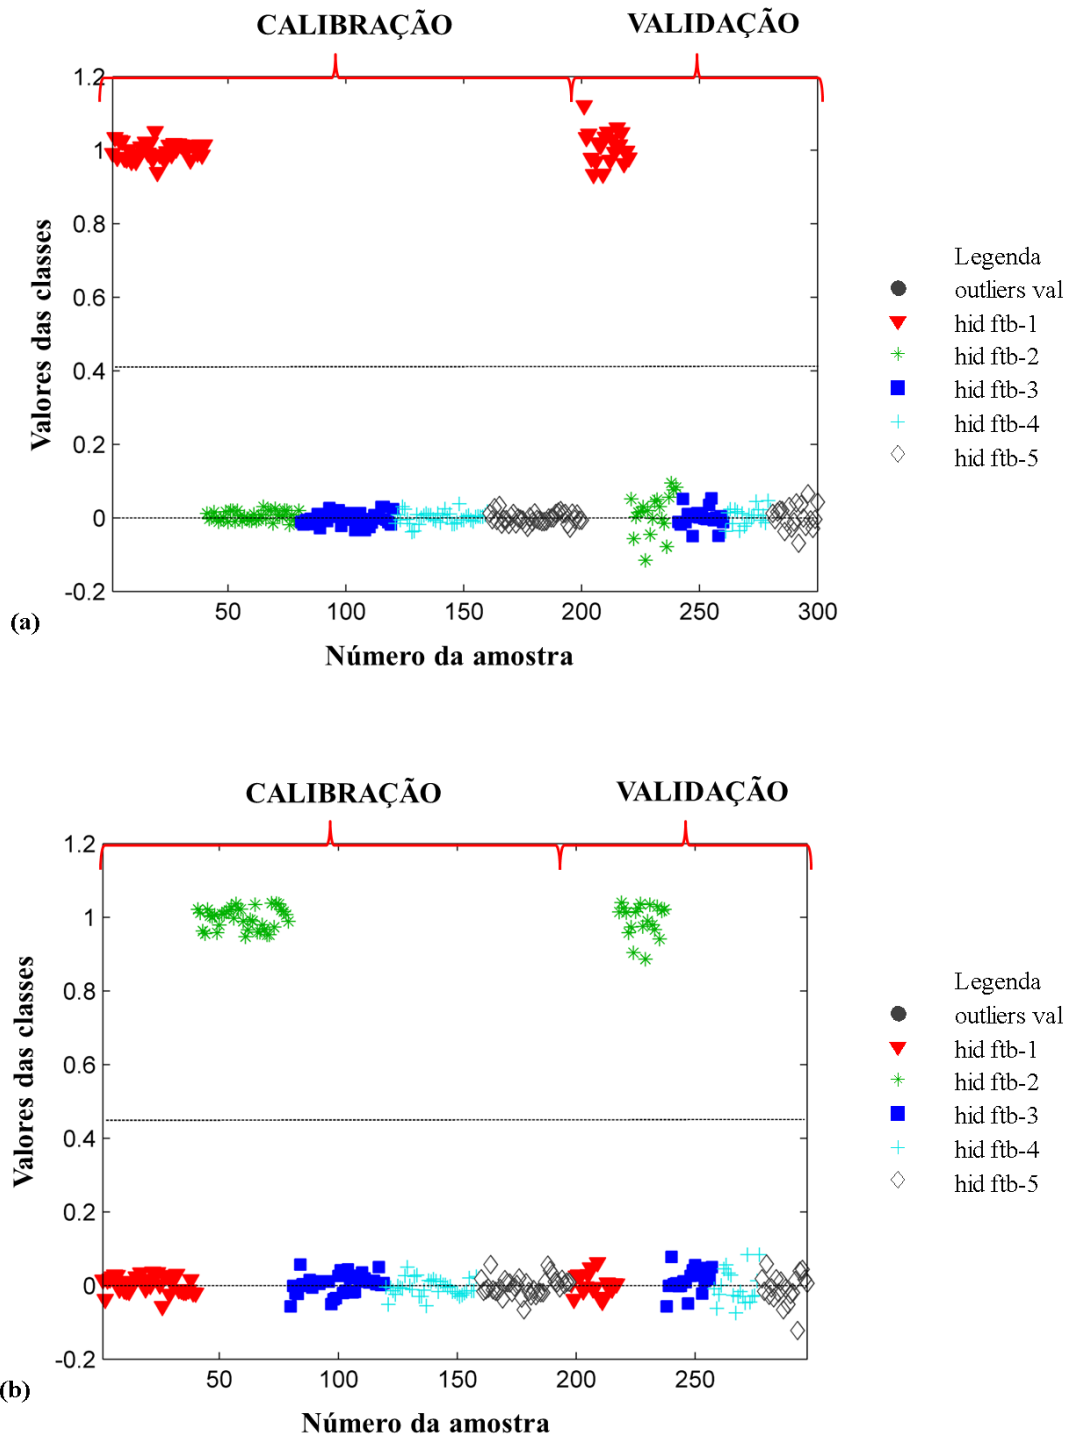 CALIBRAÇÃO VALIDAÇÃO
1.2
1
0.8
0.6
0.4
0.2
0
-0.2
Valores das classes
50 100 150 200 250 300
Número da amostra
(a)
Legenda
outliers val
hid ftb-1
hid ftb-2
hid ftb-3
hid ftb-4
hid ftb-5
CALIBRAÇÃO VALIDAÇÃO
1.2
1
0.8
0.6
0.4
0.2
0
-0.2
Valores das classes
50 100 150 200 250
Número da amostra
(b)
Legenda
outliers val
hid ftb-1
hid ftb-2
hid ftb-3
hid ftb-4
hid ftb-5